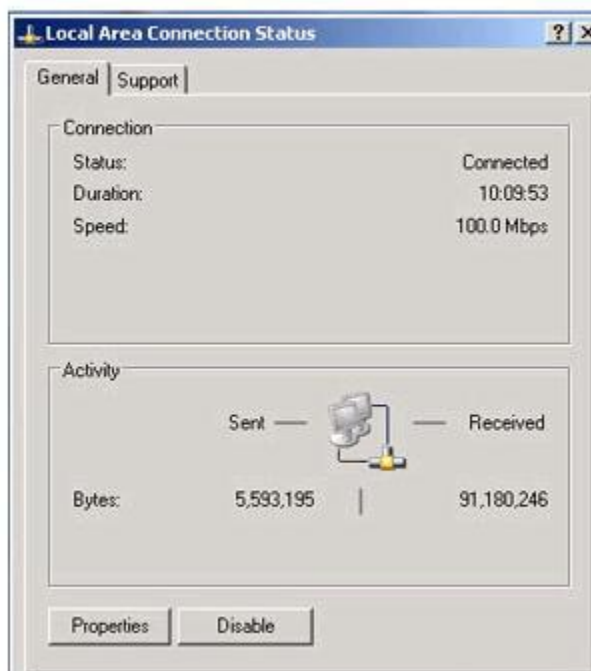 Local Area Connection Status
General Support
Connection
Status: Connected
Duration: 10:09:53
Speed: 100.0 Mbps
Activity
Sent Received
Bytes: 5,593,195 91,180,246
Properties Disable